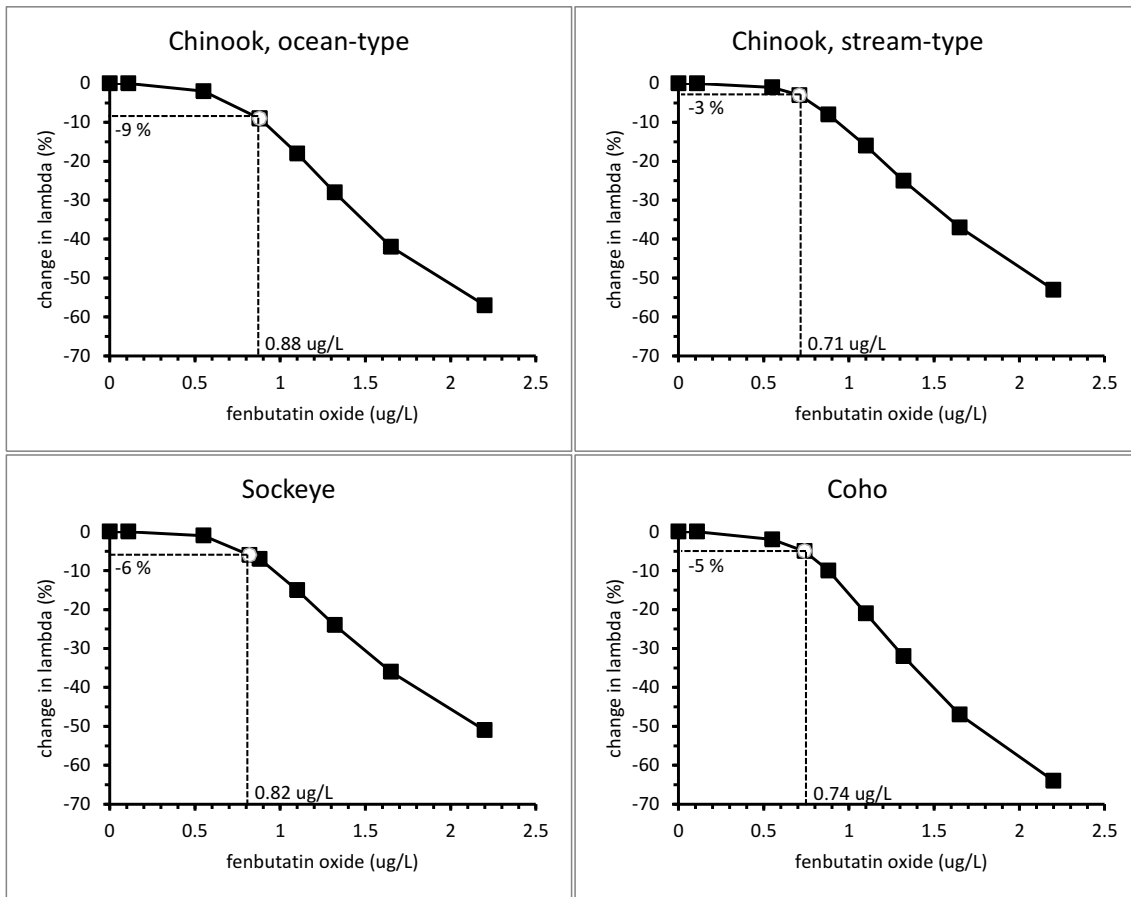 Chinook, ocean-type
0
-10
-20
-30
-40
-50
-60
-70
change in lambda (%)
-9 %
0.88 ug/L
0 0.5 1 1.5 2 2.5
fenbutatin oxide (ug/L)
Chinook, stream-type
0
-10
-20
-30
-40
-50
-60
-70
change in lambda (%)
-3 %
0.71 ug/L
0 0.5 1 1.5 2 2.5
fenbutatin oxide (ug/L)
Sockeye
0
-10
-20
-30
-40
-50
-60
-70
change in lambda (%)
-6 %
0.82 ug/L
0 0.5 1 1.5 2 2.5
fenbutatin oxide (ug/L)
Coho
0
-10
-20
-30
-40
-50
-60
-70
change in lambda (%)
-5 %
0.74 ug/L
0 0.5 1 1.5 2 2.5
fenbutatin oxide (ug/L)